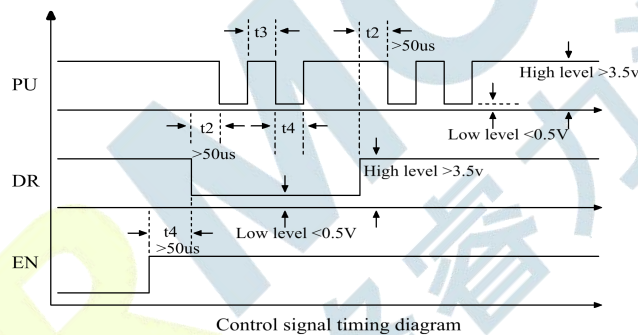 t3
t2
>50us
PU
High level >3.5v
Low level <0.5V
t2
t4
>50us
DR
High level >3.5v
t4
Low level <0.5V
>50us
EN
Control signal timing diagram